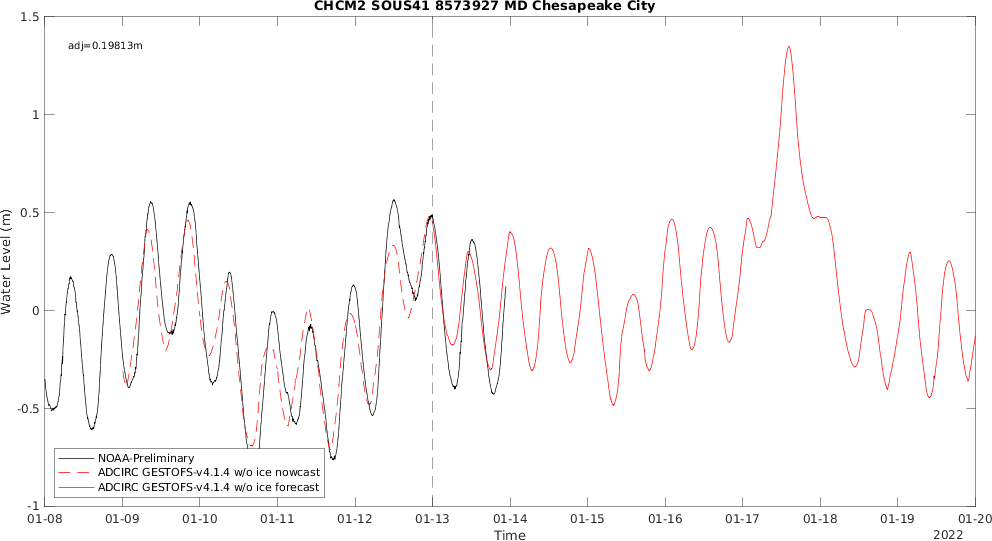 CHCM2 SOUS41 8573927 MD Chesapeake City
1.5
adj=0.19813m
1
0.5
0
-0.5
-1
Water Level (m)
NOAA-Preliminary
ADCIRC GESTOFS-v4.1.4 w/o ice nowcast
ADCIRC GESTOFS-v4.1.4 w/o ice forecast
01-08 01-09 01-10 01-11 01-12 01-13 01-14 01-15 01-16 01-17 01-18 01-19 01-20
Time
2022